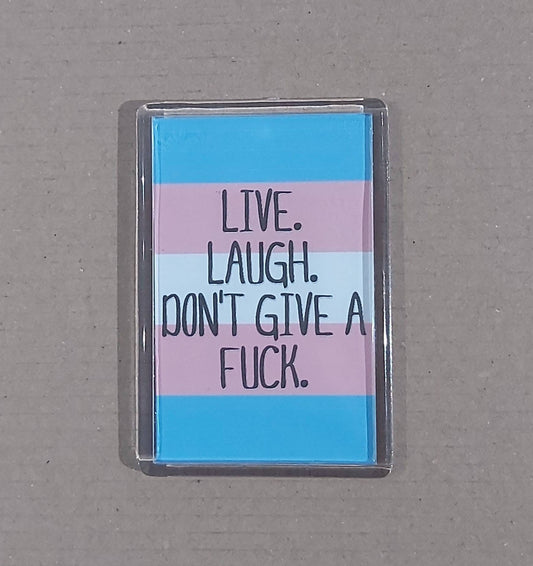 LIVE.
LAUGH.
DON'T GIVE A
FUCK.